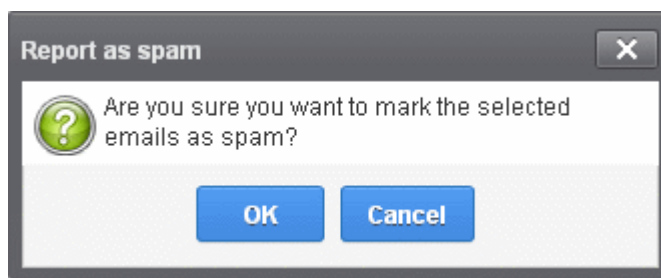 Report as spam
Are you sure you want to mark the selected
emails as spam?
OK
Cancel